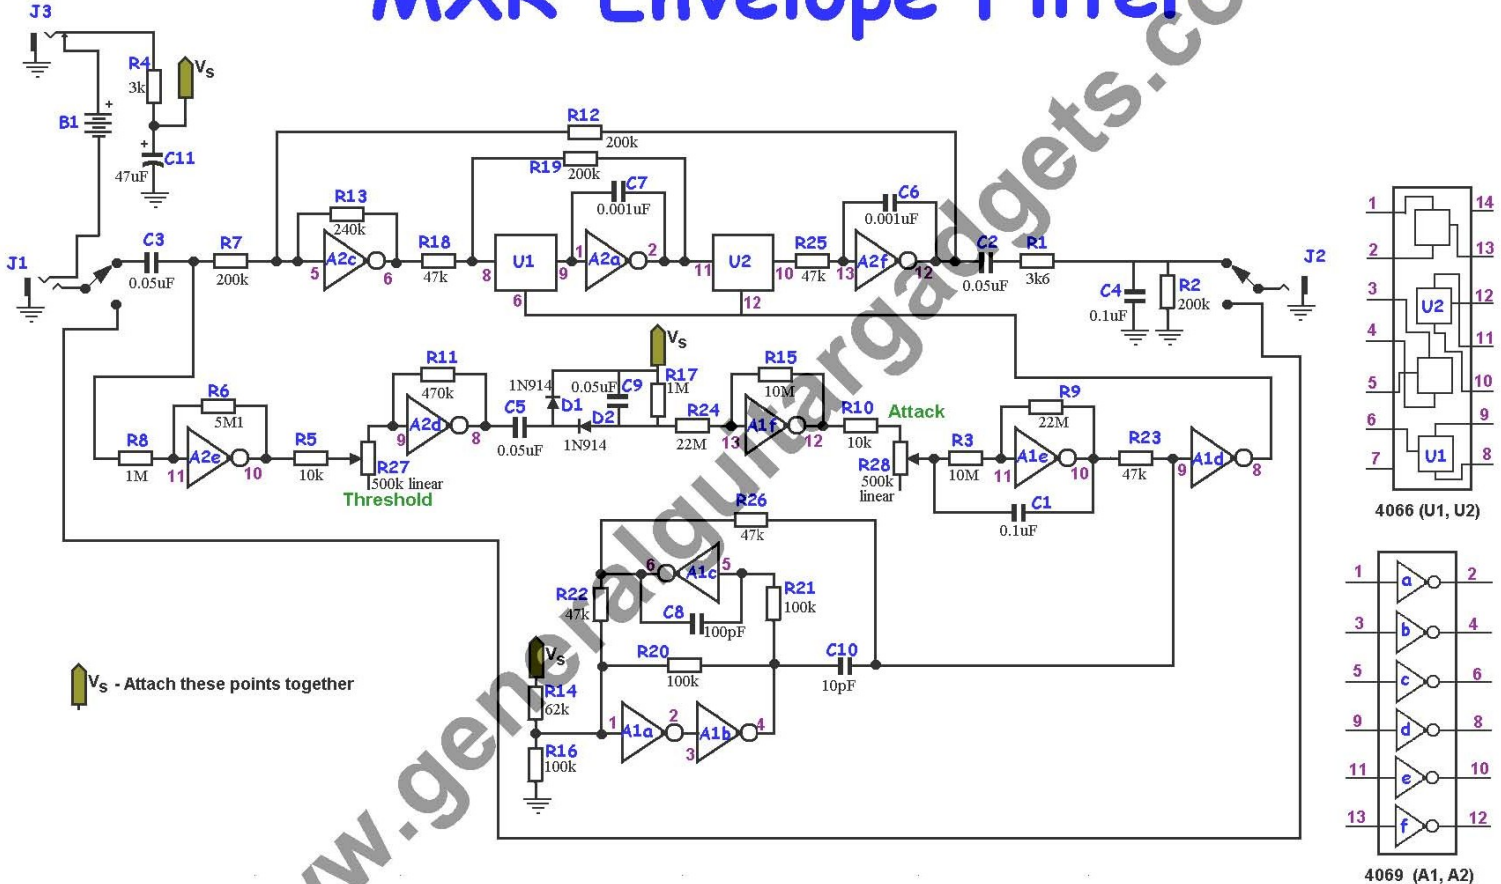 MXR Envelope Filter
J3
R4
3k
Vs
B1
+
+
C11
47uF
R12
200k
R19
200k
C7
0.001uF
C6
0.001uF
R13
240k
J1
C3
0.05uF
R7
200k
A2c
5
6
R18
47k
8
U1
9
6
1
A2a
2
11
U2
10
12
R25
47k
13
A2f
12
C2
0.05uF
R1
3k6
C4
0.1uF
R2
200k
J2
R6
5M1
R8
1M
11
A2e
10
R5
10k
R27
500k linear
Threshold
R11
470k
9
A2d
8
C5
0.05uF
1N914
D1
D2
1N914
0.05uF
C9
Vs
R17
1M
R24
22M
R15
10M
13
A1f
12
R10
10k
Attack
R28
500k
linear
R3
10M
R9
22M
11
A1e
10
C1
0.1uF
R23
47k
9
A1d
8
R26
47k
6
A1c
5
R22
47k
C8
100pF
R21
100k
R20
100k
C10
10pF
Vs
R14
62k
R16
100k
1
A1a
2
3
A1b
4
Vs - Attach these points together
1
14
2
13
3
U2
12
4
11
5
10
6
9
7
U1
8
4066 (U1, U2)
1
a
2
3
b
4
5
c
6
9
d
8
11
e
10
13
f
12
4069 (A1, A2)
www.generalguitargadgets.co